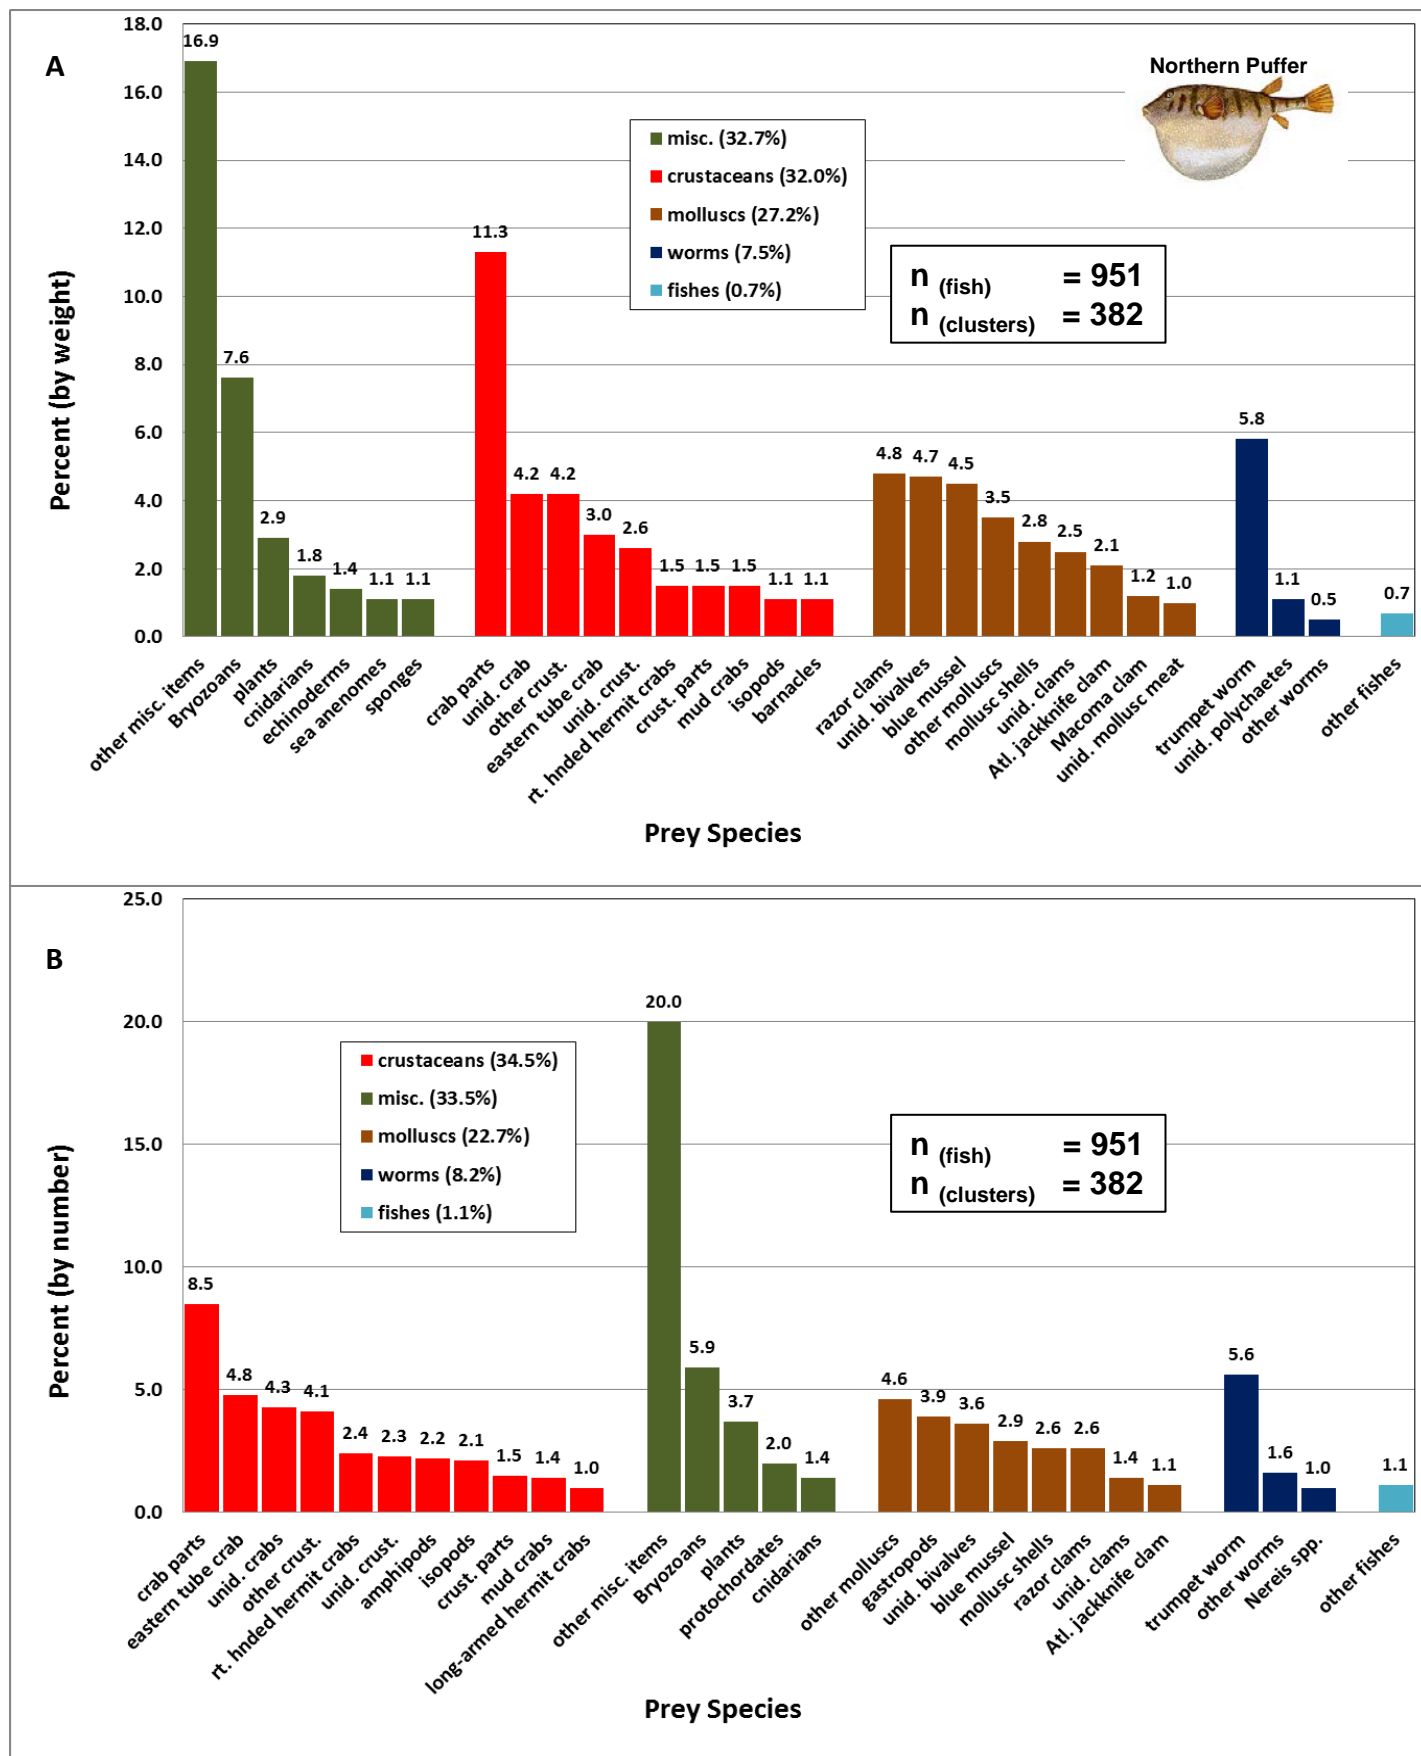 A
Northern Puffer
18.0
16.0
14.0
12.0
10.0
8.0
6.0
4.0
2.0
0.0
Percent (by weight)
misc. (32.7%)
crustaceans (32.0%)
molluscs (27.2%)
worms (7.5%)
fishes (0.7%)
n (fish) = 951
n (clusters) = 382
16.9
7.6
2.9
1.8
1.4
1.1
1.1
11.3
4.2
4.2
3.0
2.6
1.5
1.5
1.5
1.1
1.1
4.8
4.7
4.5
3.5
2.8
2.5
2.1
1.2
1.0
5.8
1.1
0.5
0.7
other misc. items
Bryozoans
plants
cnidarians
echinoderms
sea anenomes
sponges
crab parts
unid. crab
other crust.
eastern tube crab
unid. crust.
rt. hnded hermit crabs
crust. parts
mud crabs
isopods
barnacles
razor clams
unid. bivalves
blue mussel
other molluscs
mollusc shells
unid. clams
Atl. jackknife clam
Macoma clam
unid. mollusc meat
trumpet worm
unid. polychaetes
other worms
other fishes
Prey Species
B
25.0
20.0
15.0
10.0
5.0
0.0
Percent (by number)
crustaceans (34.5%)
misc. (33.5%)
molluscs (22.7%)
worms (8.2%)
fishes (1.1%)
n (fish) = 951
n (clusters) = 382
8.5
4.8
4.3
4.1
2.4
2.3
2.2
2.1
1.5
1.4
1.0
20.0
5.9
3.7
2.0
1.4
4.6
3.9
3.6
2.9
2.6
2.6
1.4
1.1
5.6
1.6
1.0
1.1
crab parts
eastern tube crab
unid. crabs
other crust.
rt. hnded hermit crabs
unid. crust.
amphipods
isopods
crust. parts
mud crabs
long-armed hermit crabs
other misc. items
Bryozoans
plants
protochordates
cnidarians
other molluscs
gastropods
unid. bivalves
blue mussel
mollusc shells
razor clams
unid. clams
Atl. jackknife clam
trumpet worm
other worms
Nereis spp.
other fishes
Prey Species